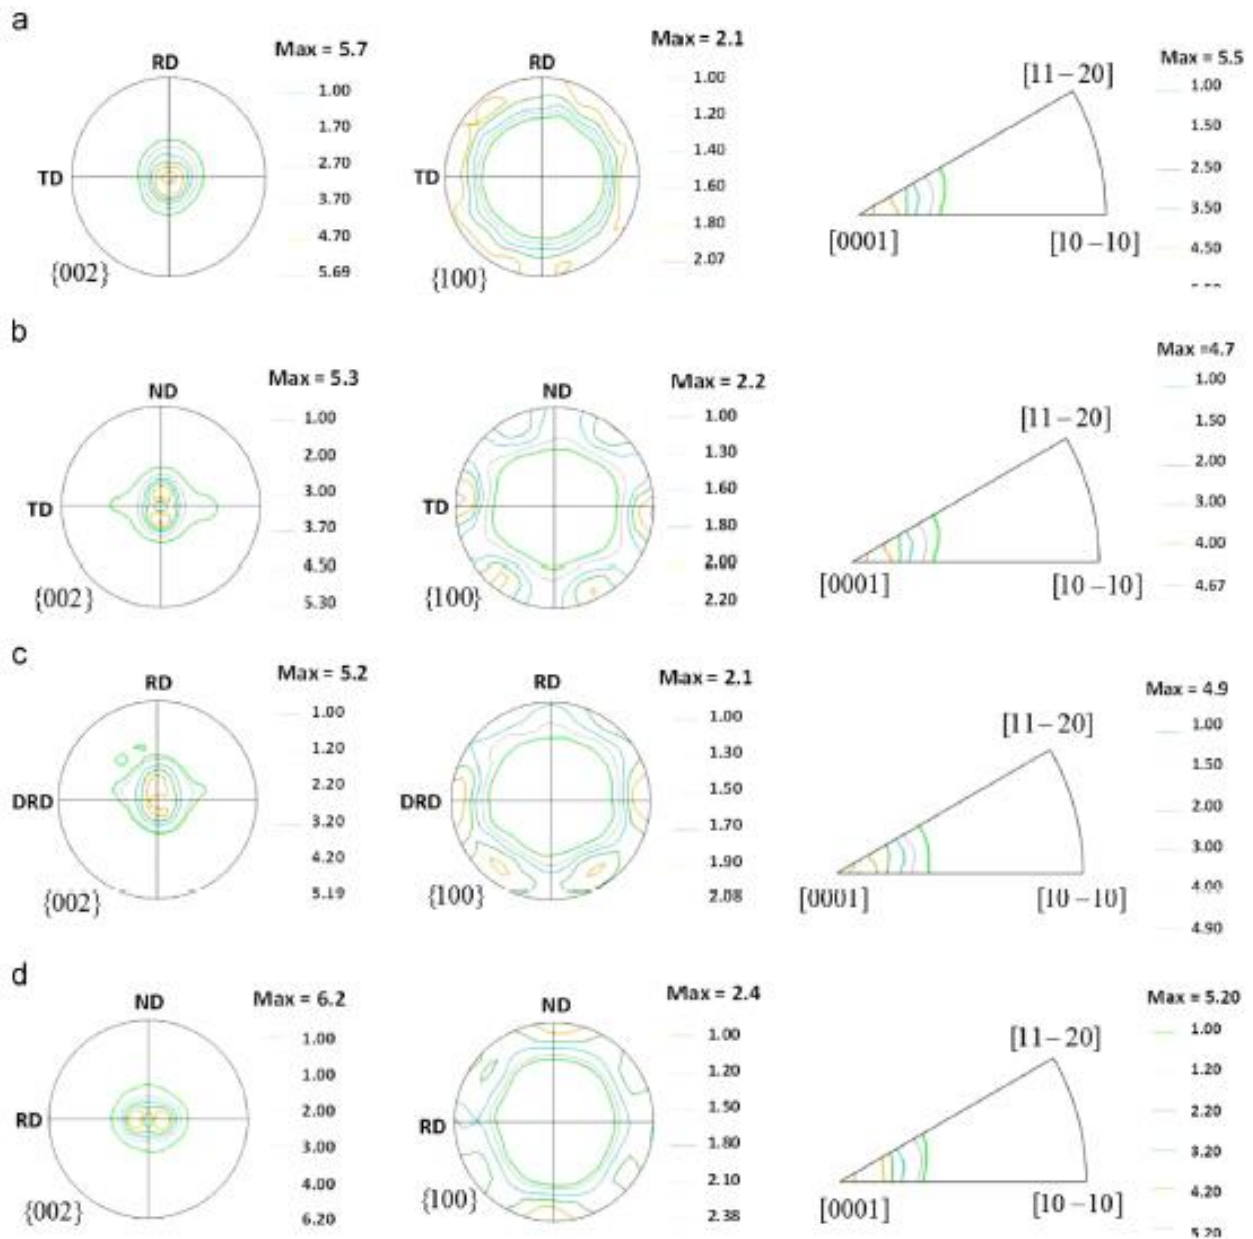 a
Max = 5.7
RD
1.00
1.70
2.70
3.70
4.70
5.69
TD
{002}
Max = 2.1
RD
1.00
1.20
1.40
1.60
1.80
2.07
TD
{100}
Max = 5.5
1.00
1.50
2.50
3.50
4.50
[11-20]
[0001]
[10-10]
b
Max = 5.3
ND
1.00
2.00
3.00
3.70
4.50
5.30
TD
{002}
Max = 2.2
ND
1.00
1.30
1.60
1.80
2.00
2.20
TD
{100}
Max =4.7
1.00
1.50
2.00
3.00
4.00
4.67
[11-20]
[0001]
[10-10]
c
Max = 5.2
RD
1.00
1.20
2.20
3.20
4.20
5.19
DRD
{002}
Max = 2.1
RD
1.00
1.30
1.50
1.70
1.90
2.08
DRD
{100}
Max = 4.9
1.00
1.50
2.00
3.00
4.00
4.90
[11-20]
[0001]
[10-10]
d
Max = 6.2
ND
1.00
1.00
2.00
3.00
4.00
6.20
RD
{002}
Max = 2.4
ND
1.00
1.20
1.50
1.80
2.10
2.38
RD
{100}
Max = 5.20
1.00
1.20
2.20
3.20
4.20
5.20
[11-20]
[0001]
[10-10]